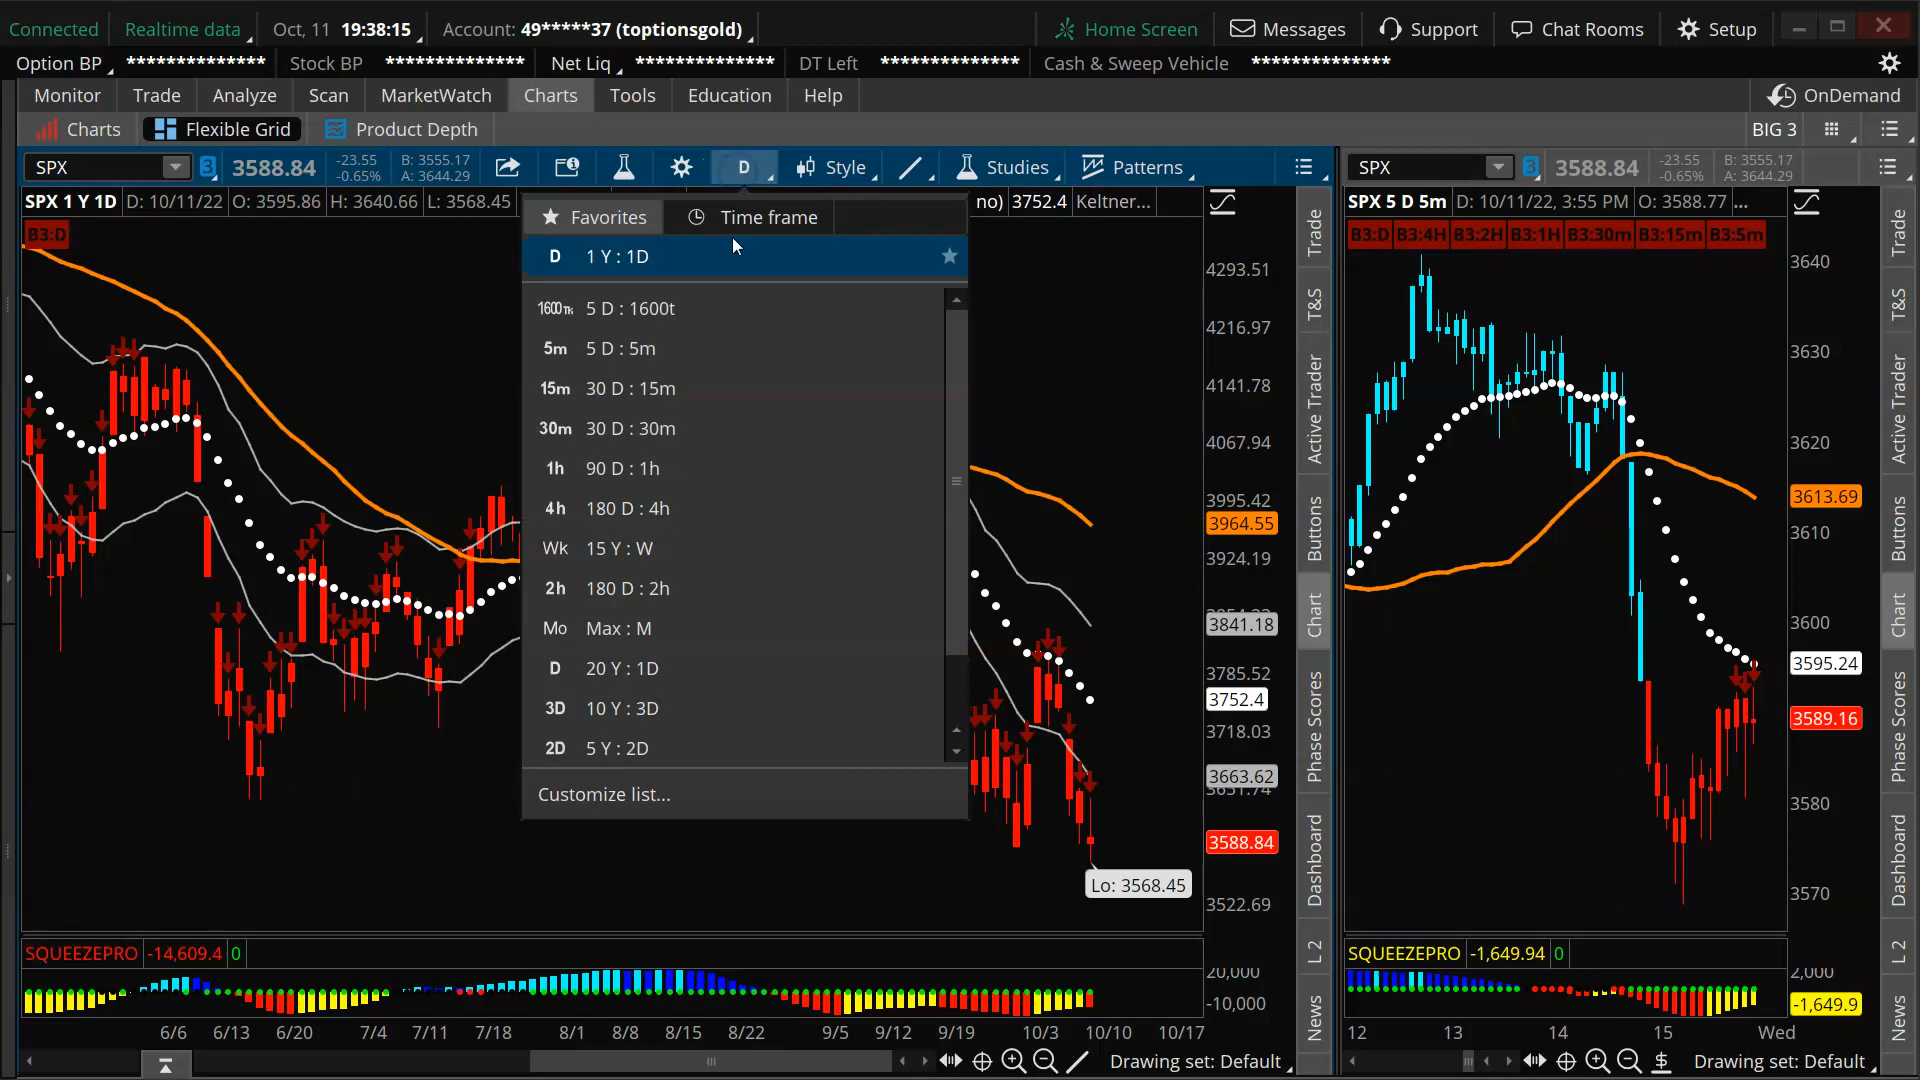 Connected Realtime data Oct, 11 19:38:15 Account: 49*****37 (toptionsgold) Home Screen Messages Support Chat Rooms Setup
Option BP ************** Stock BP ************** Net Liq ************** DT Left ************** Cash & Sweep Vehicle **************
Monitor Trade Analyze Scan MarketWatch Charts Tools Education Help OnDemand
Charts Flexible Grid Product Depth BIG 3
SPX 3 3588.84 -23.55 -0.65% B: 3555.17 A: 3644.29 D Style Studies Patterns
SPX 1 Y 1D D: 10/11/22 O: 3595.86 H: 3640.66 L: 3568.45 no) 3752.4 Keltner...
B3:D
Favorites Time frame
D 1 Y : 1D
1600Tk 5 D : 1600t
5m 5 D : 5m
15m 30 D : 15m
30m 30 D : 30m
1h 90 D : 1h
4h 180 D : 4h
Wk 15 Y : W
2h 180 D : 2h
Mo Max : M
D 20 Y : 1D
3D 10 Y : 3D
2D 5 Y : 2D
Customize list...
4293.51
4216.97
4141.78
4067.94
3995.42
3964.55
3924.19
3841.18
3785.52
3752.4
3718.03
3663.62
3651.74
3588.84
Lo: 3568.45
3522.69
SQUEEZEPRO -14,609.4 0
20,000
-10,000
6/6 6/13 6/20 7/4 7/11 7/18 8/1 8/8 8/15 8/22 9/5 9/12 9/19 10/3 10/10 10/17
Drawing set: Default
Trade
T&S
Active Trader
Buttons
Chart
Phase Scores
Dashboard
L 2
News
SPX 3 3588.84 -23.55 -0.65% B: 3555.17 A: 3644.29
SPX 5 D 5m D: 10/11/22, 3:55 PM O: 3588.77 ...
B3:D B3:4H B3:2H B3:1H B3:30m B3:15m B3:5m
3640
3630
3620
3613.69
3610
3600
3595.24
3589.16
3580
3570
SQUEEZEPRO -1,649.94 0
2,000
-1,649.9
12 13 14 15 Wed
Drawing set: Default
Trade
T&S
Active Trader
Buttons
Chart
Phase Scores
Dashboard
L 2
News